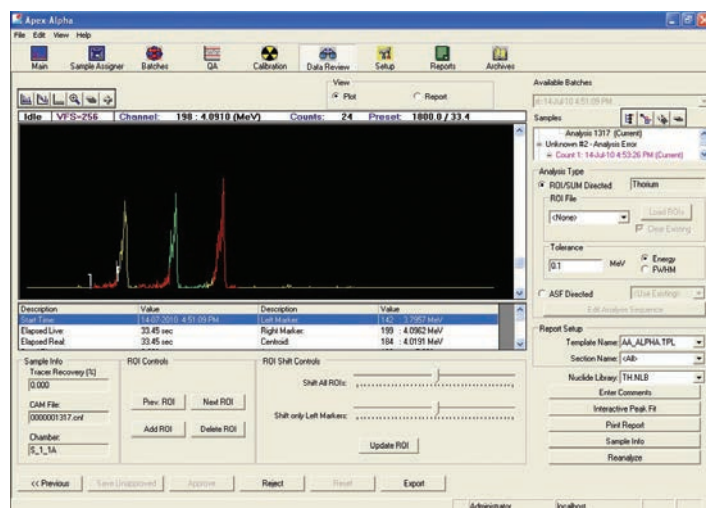 Apex Alpha
File Edit View Help
Main Sample Assigner Batches QA Calibration Data Review Setup Reports Archives
View
Plot Report
Available Batches
14-Jul-10 4:51:09 PM
Idle VFS=256 Channel: 198 : 4.0910 (MeV) Counts: 24 Preset: 1800.0 / 33.4
Samples
Analysis 1317 (Current)
Unknown #2 - Analysis Error
Count 1: 14-Jul-10 4:53:26 PM (Current)
Analysis Type
ROI/SUM Directed Thorium
ROI File
<None> Load ROIs
Clear Existing
Tolerance
0.1 MeV Energy
FWHM
ASF Directed <Use Existing>
Edit Analysis Sequence
Description Value Description Value
Start Time: 14-07-2010 4:51:09 PM Left Marker: 142 : 3.7957 MeV
Elapsed Live: 33.45 sec Right Marker: 199 : 4.0962 MeV
Elapsed Real: 33.45 sec Centroid: 184 : 4.0191 MeV
Report Setup
Template Name: AA_ALPHA.TPL
Section Name: <All>
Nuclide Library: TH.NLB
Sample Info ROI Controls ROI Shift Controls
Tracer Recovery (%)
0.000
Shift All ROIs:
CAM File:
0000001317.cnf
Prev. ROI Next ROI
Shift only Left Markers:
Chamber:
S_1_1A
Add ROI Delete ROI
Update ROI
Enter Comments
Interactive Peak Fit
Print Report
Sample Info
Reanalyze
<< Previous Save Unapproved Approve Reject Reset Export
Administrator localhost